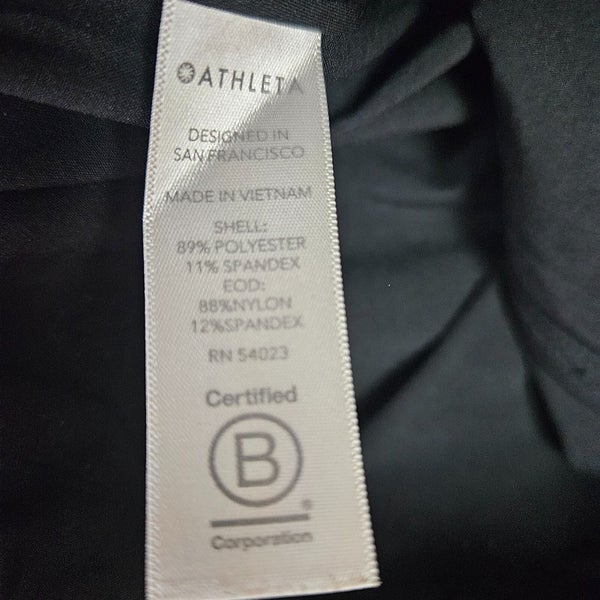 ATHLETA
DESIGNED IN
SAN FRANCISCO
MADE IN VIETNAM
SHELL:
89% POLYESTER
11% SPANDEX
EOD:
88%NYLON
12%SPANDEX
RN 54023
Certified
B
®
Corporation